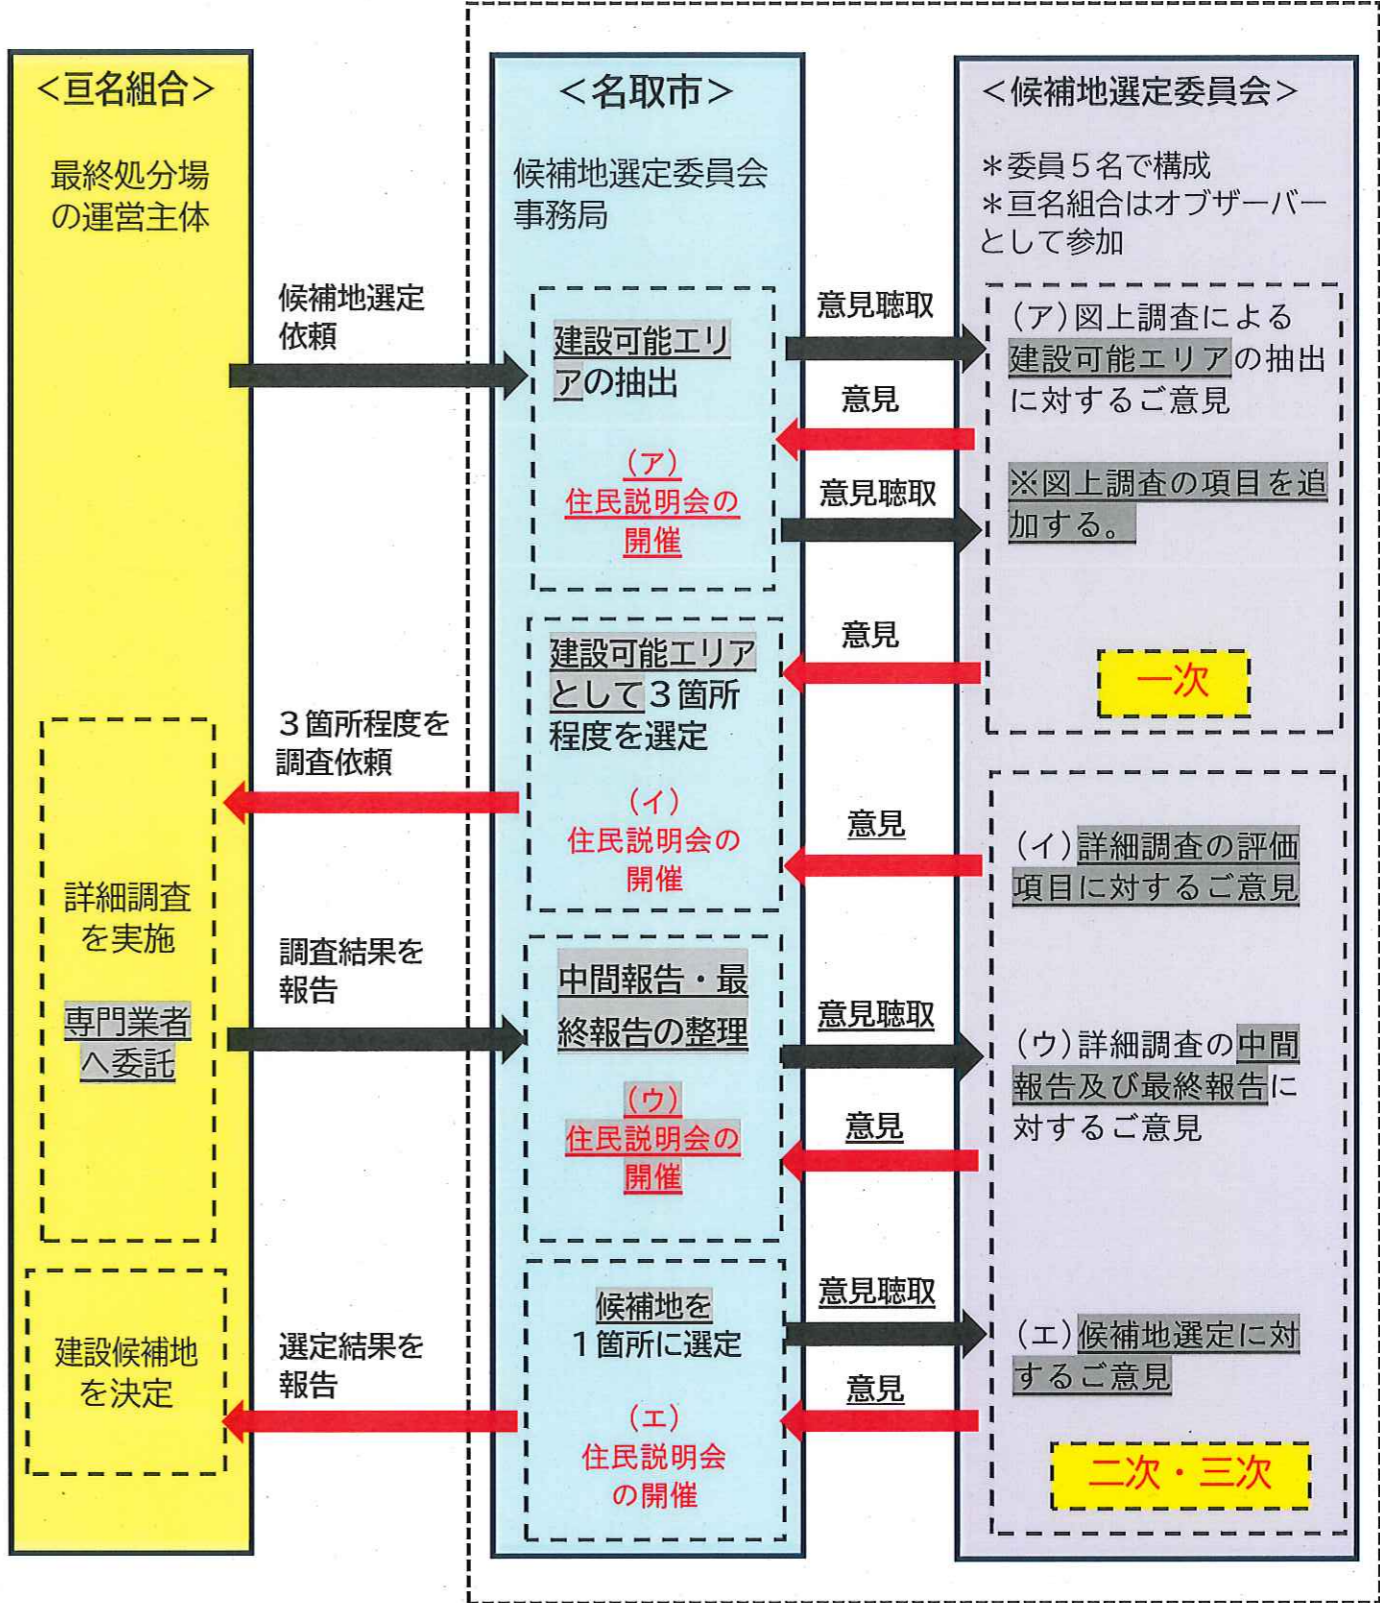 ＜亘名組合＞
最終処分場
の運営主体
候補地選定
依頼
３箇所程度を
調査依頼
詳細調査
を実施
専門業者
へ委託
調査結果を
報告
建設候補地
を決定
選定結果を
報告
＜名取市＞
候補地選定委員会
事務局
建設可能エリ
アの抽出
（ア）
住民説明会の
開催
建設可能エリア
として３箇所
程度を選定
（イ）
住民説明会の
開催
中間報告・最
終報告の整理
（ウ）
住民説明会の
開催
候補地を
１箇所に選定
（エ）
住民説明会
の開催
意見聴取
意見
意見聴取
意見
意見
意見聴取
意見
意見聴取
意見
＜候補地選定委員会＞
＊委員５名で構成
＊亘名組合はオブザーバー
として参加
（ア）図上調査による
建設可能エリアの抽出
に対するご意見
※図上調査の項目を追
加する。
一次
（イ）詳細調査の評価
項目に対するご意見
（ウ）詳細調査の中間
報告及び最終報告に
対するご意見
（エ）候補地選定に対
するご意見
二次・三次